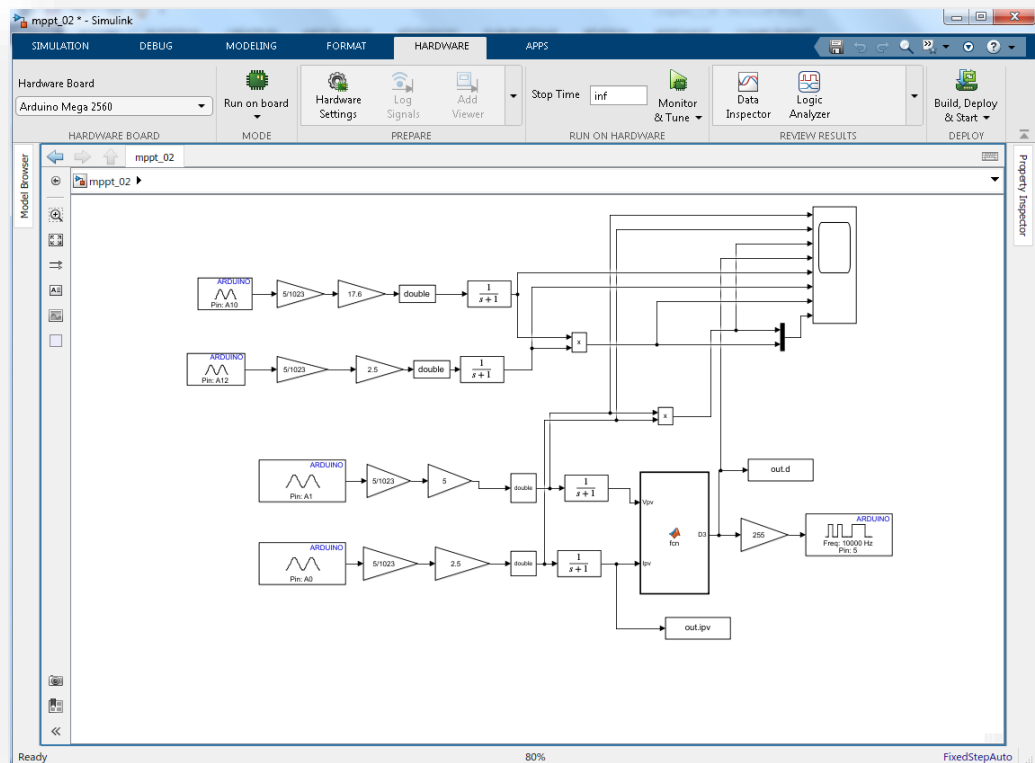 mppt_02 * - Simulink
SIMULATION DEBUG MODELING FORMAT HARDWARE APPS
Hardware Board
Arduino Mega 2560
Run on board
Hardware Settings
Log Signals
Add Viewer
Stop Time inf
Monitor & Tune
Data Inspector
Logic Analyzer
Build, Deploy & Start
HARDWARE BOARD MODE PREPARE RUN ON HARDWARE REVIEW RESULTS DEPLOY
Model Browser
mppt_02
mppt_02
Property Inspector
ARDUINO
Pin: A10
5/1023
17.6
double
1
s+1
x
ARDUINO
Pin: A12
5/1023
2.5
double
1
s+1
x
ARDUINO
Pin: A1
5/1023
5
double
1
s+1
out.d
Vpv
fcn
D3
Ipv
255
ARDUINO
Freq: 10000 Hz
Pin: 5
ARDUINO
Pin: A0
5/1023
2.5
double
1
s+1
out.ipv
Ready 80% FixedStepAuto